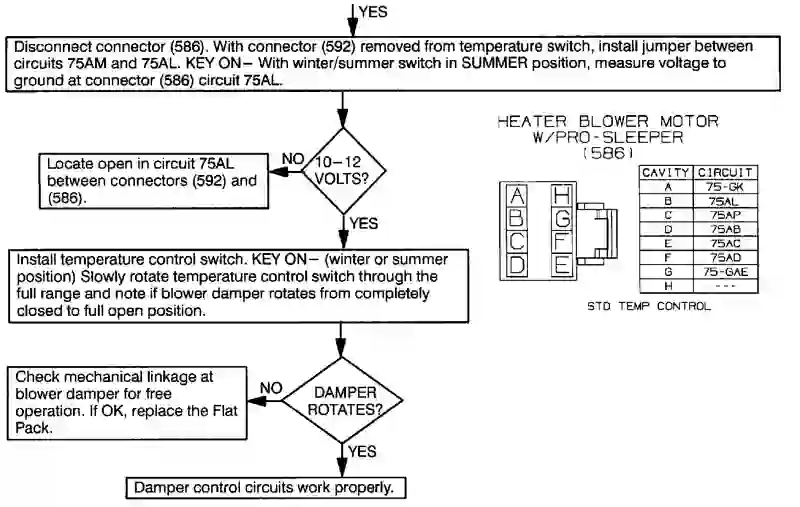 YES
Disconnect connector (586). With connector (592) removed from temperature switch, install jumper between
circuits 75AM and 75AL. KEY ON– With winter/summer switch in SUMMER position, measure voltage to
ground at connector (586) circuit 75AL.
10–12
VOLTS?
NO
Locate open in circuit 75AL
between connectors (592) and
(586).
YES
Install temperature control switch. KEY ON– (winter or summer
position) Slowly rotate temperature control switch through the
full range and note if blower damper rotates from completely
closed to full open position.
DAMPER
ROTATES?
NO
Check mechanical linkage at
blower damper for free
operation. If OK, replace the Flat
Pack.
YES
Damper control circuits work properly.
HEATER BLOWER MOTOR
W/PRO-SLEEPER
(586)
A H
B G
C F
D E
CAVITY CIRCUIT
A 75-GK
B 75AL
C 75AP
D 75AB
E 75AC
F 75AD
G 75-GAE
H ---
STD TEMP CONTROL